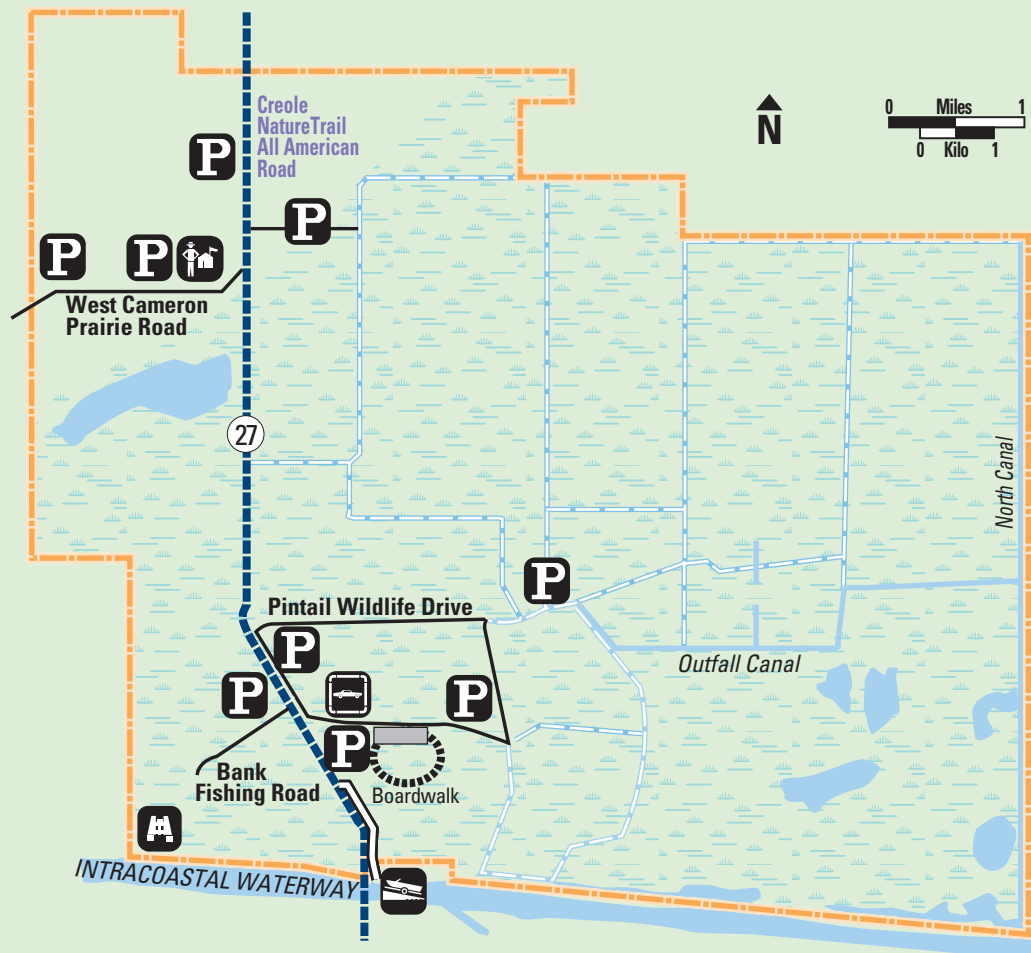 Creole
NatureTrail
All American
Road
N
0 Miles 1
0 Kilo 1
P
P
P
P
West Cameron
Prairie Road
27
North Canal
P
Pintail Wildlife Drive
P
Outfall Canal
P
P
P
Bank
Fishing Road
Boardwalk
INTRACOASTAL WATERWAY